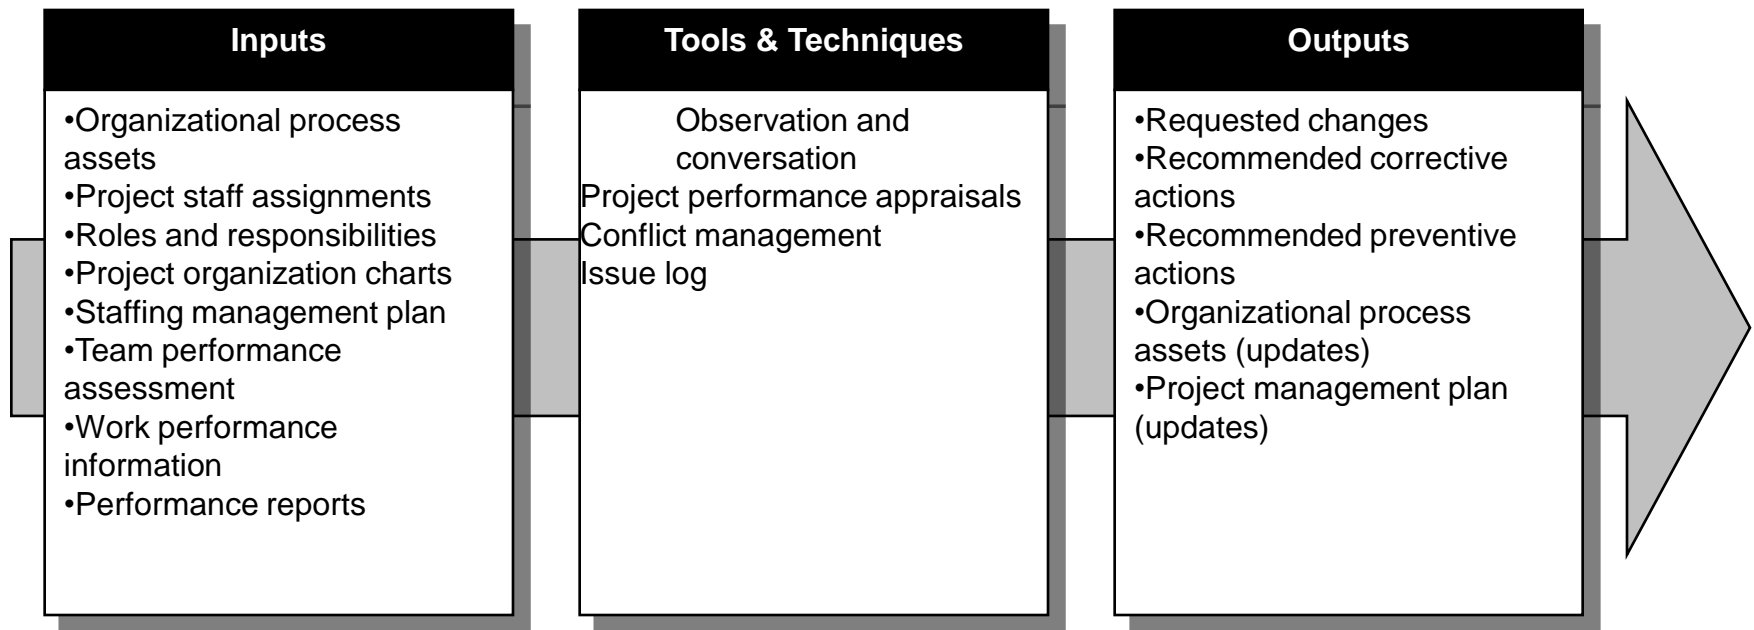 Inputs
•Organizational process
assets
•Project staff assignments
•Roles and responsibilities
•Project organization charts
•Staffing management plan
•Team performance
assessment
•Work performance
information
•Performance reports
Tools & Techniques
Observation and
conversation
Project performance appraisals
Conflict management
Issue log
Outputs
•Requested changes
•Recommended corrective
actions
•Recommended preventive
actions
•Organizational process
assets (updates)
•Project management plan
(updates)